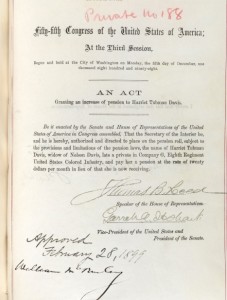 Private No 188
Fifty-fifth Congress of the United States of America;
At the Third Session,
Begun and held at the City of Washington on Monday, the fifth day of December, one
thousand eight hundred and ninety-eight.
AN ACT
Granting an increase of pension to Harriet Tubman Davis.
Be it enacted by the Senate and House of Representatives of the United
States of America in Congress assembled, That the Secretary of the Interior be,
and he is hereby, authorized and directed to place on the pension roll, subject to the
provisions and limitations of the pension laws, the name of Harriet Tubman
Davis, widow of Nelson Davis, late a private in Company G, Eighth Regiment
United States Colored Infantry, and pay her a pension at the rate of twenty
dollars per month in lieu of that she is now receiving.
Thomas B Reed
Speaker of the House of Representatives.
Garret A Hobart
Vice-President of the United States and
President of the Senate.
Approved
February 28, 1899
William McKinley